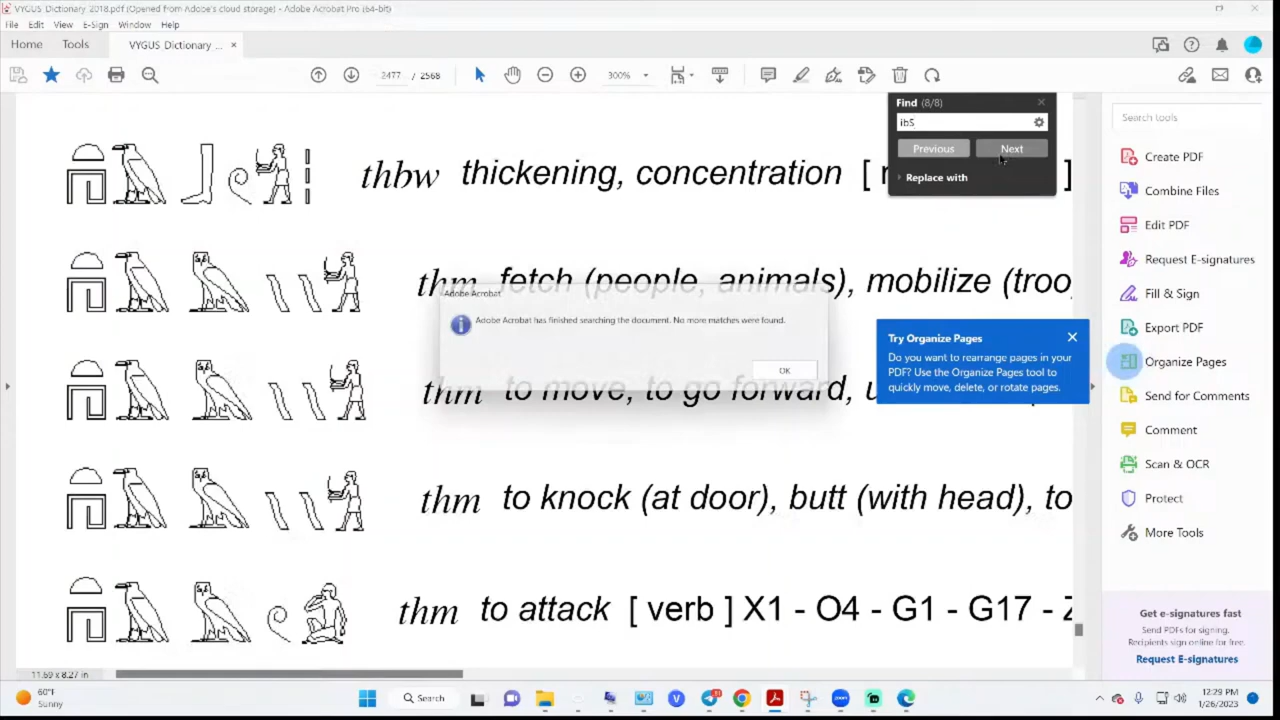 VYGUS Dictionary 2018.pdf (Opened from Adobe's cloud storage) - Adobe Acrobat Pro (64-bit)
File Edit View E-Sign Window Help
Home Tools VYGUS Dictionary ... ×
2477 / 2568 300%
Find (8/8)
ibS
Previous Next
Replace with
thbw thickening, concentration [
thm fetch (people, animals), mobilize (troo
Adobe Acrobat
Adobe Acrobat has finished searching the document. No more matches were found.
OK
thm to move, to go forward,
thm to knock (at door), butt (with head), to
thm to attack [ verb ] X1 - O4 - G1 - G17 -
Try Organize Pages
Do you want to rearrange pages in your
PDF? Use the Organize Pages tool to
quickly move, delete, or rotate pages.
Search tools
Create PDF
Combine Files
Edit PDF
Request E-signatures
Fill & Sign
Export PDF
Organize Pages
Send for Comments
Comment
Scan & OCR
Protect
More Tools
Get e-signatures fast
Send PDFs for signing.
Recipients sign online for free.
Request E-signatures
11.69 x 8.27 in
60°F
Sunny
Search
12:29 PM
1/26/2023